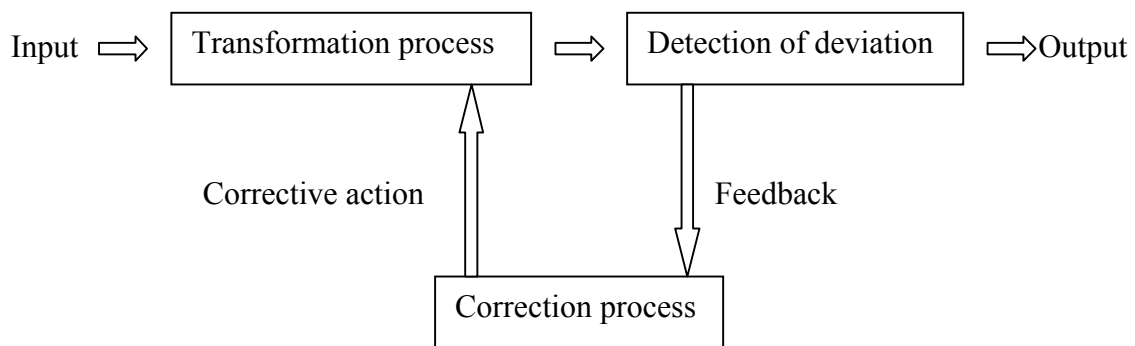 Input
Transformation process
Detection of deviation
Output
Corrective action
Feedback
Correction process